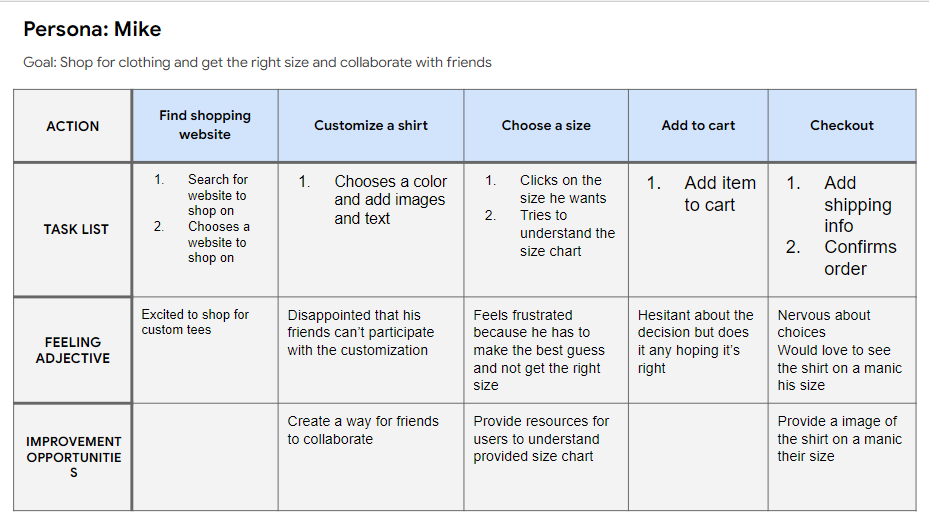 Persona: Mike
Goal: Shop for clothing and get the right size and collaborate with friends
ACTION
Find shopping
website
Customize a shirt
Choose a size
Add to cart
Checkout
TASK LIST
1. Search for
website to
shop on
2. Chooses a
website to
shop on
1. Chooses a color
and add images
and text
1. Clicks on the
size he wants
2. Tries to
understand the
size chart
1. Add item
to cart
1. Add
shipping
info
2. Confirms
order
FEELING
ADJECTIVE
Excited to shop for
custom tees
Disappointed that his
friends can't participate
with the customization
Feels frustrated
because he has to
make the best guess
and not get the right
size
Hesitant about the
decision but does
it any hoping it's
right
Nervous about
choices
Would love to see
the shirt on a manic
his size
IMPROVEMENT
OPPORTUNITIE
S
Create a way for friends
to collaborate
Provide resources for
users to understand
provided size chart
Provide a image of
the shirt on a manic
their size